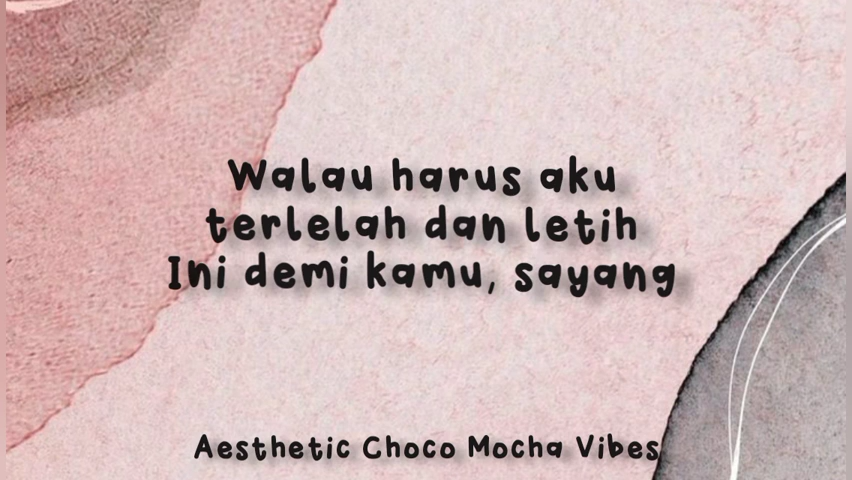 Walau harus aku
terlelah dan letih
Ini demi kamu, sayang
Aesthetic Choco Mocha Vibes